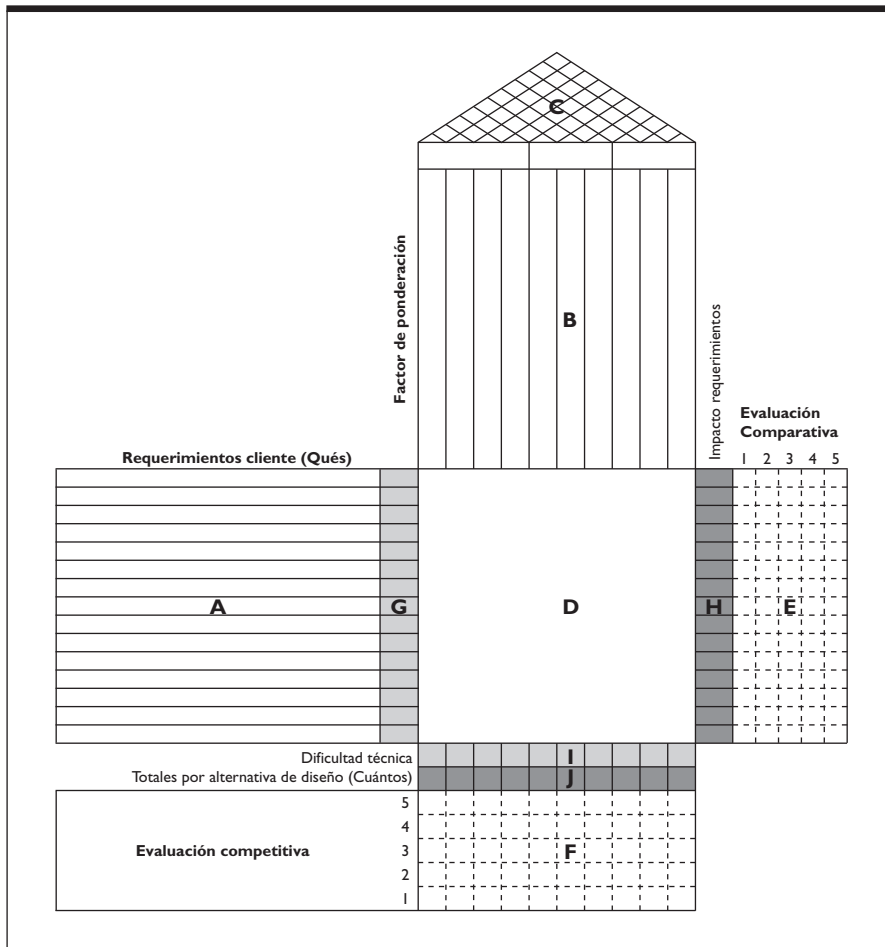 C
Factor de ponderación
B
Impacto requerimientos
Evaluación
Comparativa
Requerimientos cliente (Qués)
1 2 3 4 5
A G D H E
Dificultad técnica
I
Totales por alternativa de diseño (Cuántos)
J
5
4
Evaluación competitiva
3
F
2
1